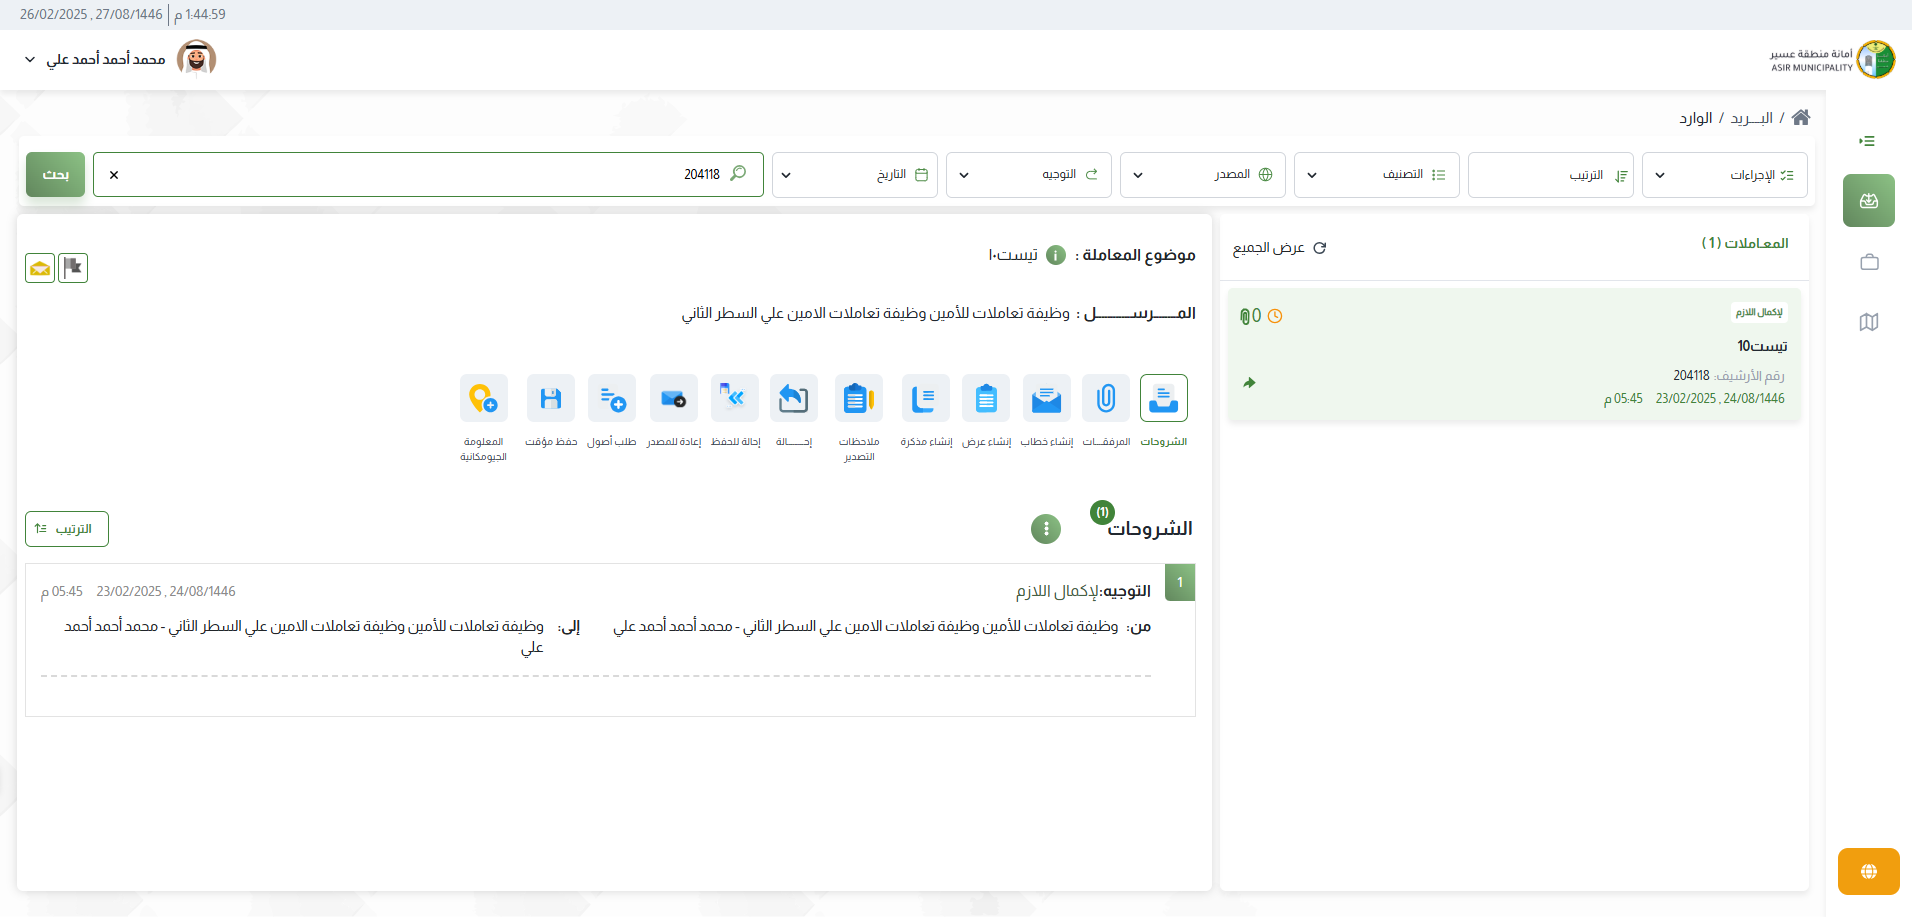 26/02/2025 , 27/08/1446 | 1:44:59 م
أمانة منطقة عسير
ASIR MUNICIPALITY
محمد أحمد أحمد علي
/ البـــريد / الوارد
الإجراءات
الترتيب
التصنيف
المصدر
التوجيه
التاريخ
204118
بحث
المعـاملات ( 1 )
عرض الجميع
لإكمال اللازم
0
تيست10
رقم الأرشيف: 204118
23/02/2025 , 24/08/1446 05:45 م
موضوع المعاملة : تيست١٠
المـــــرســــــــل : وظيفة تعاملات للأمين وظيفة تعاملات الامين علي السطر الثاني
الشروحات
المرفقــات
إنشاء خطاب
إنشاء عرض
إنشاء مذكرة
ملاحظات التصدير
إحـــــالة
إحالة للحفظ
إعادة للمصدر
طلب أصول
حفظ مؤقت
المعلومة الجيومكانية
الشروحات (1)
الترتيب
1
التوجيه:لإكمال اللازم
23/02/2025 , 24/08/1446 05:45 م
من: وظيفة تعاملات للأمين وظيفة تعاملات الامين علي السطر الثاني - محمد أحمد أحمد علي
إلى: وظيفة تعاملات للأمين وظيفة تعاملات الامين علي السطر الثاني - محمد أحمد أحمد
علي